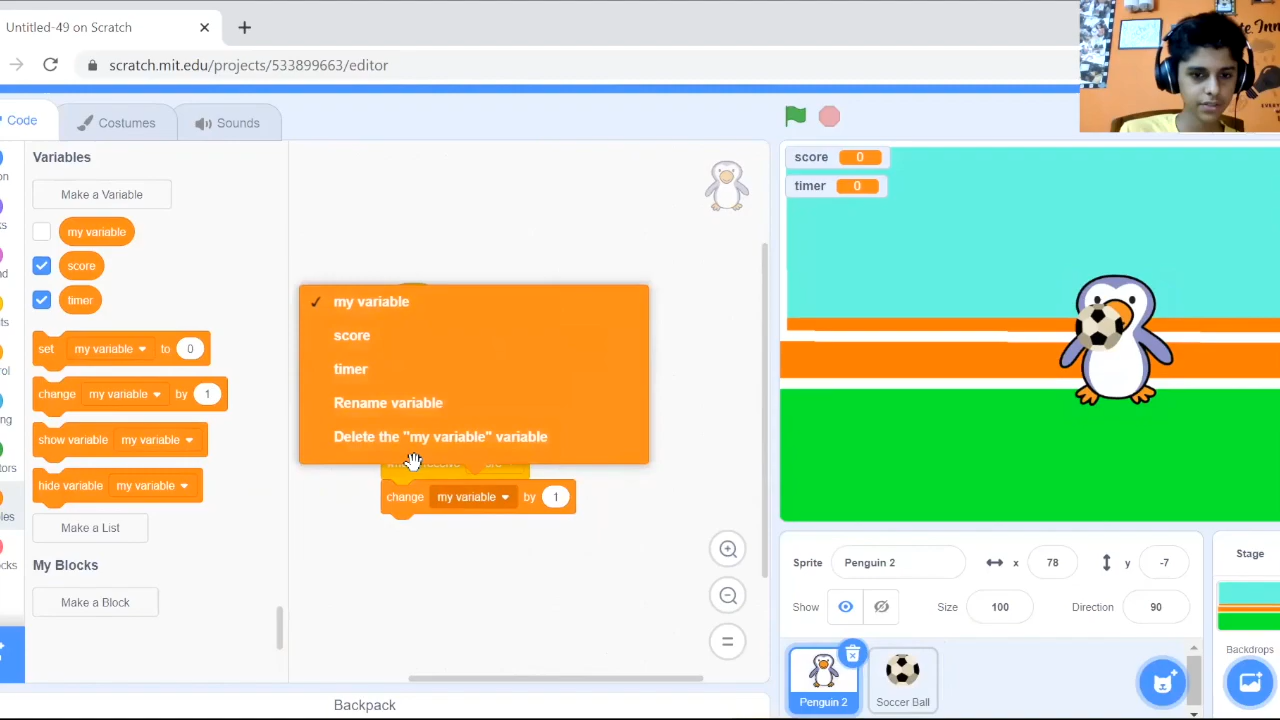 Untitled-49 on Scratch
scratch.mit.edu/projects/533899663/editor
Code
Costumes
Sounds
Variables
Make a Variable
my variable
score
timer
set my variable to 0
change my variable by 1
show variable my variable
hide variable my variable
Make a List
My Blocks
Make a Block
my variable
score
timer
Rename variable
Delete the "my variable" variable
change my variable by 1
Backpack
score 0
timer 0
Sprite Penguin 2
x 78
y -7
Show
Size 100
Direction 90
Penguin 2
Soccer Ball
Stage
Backdrops